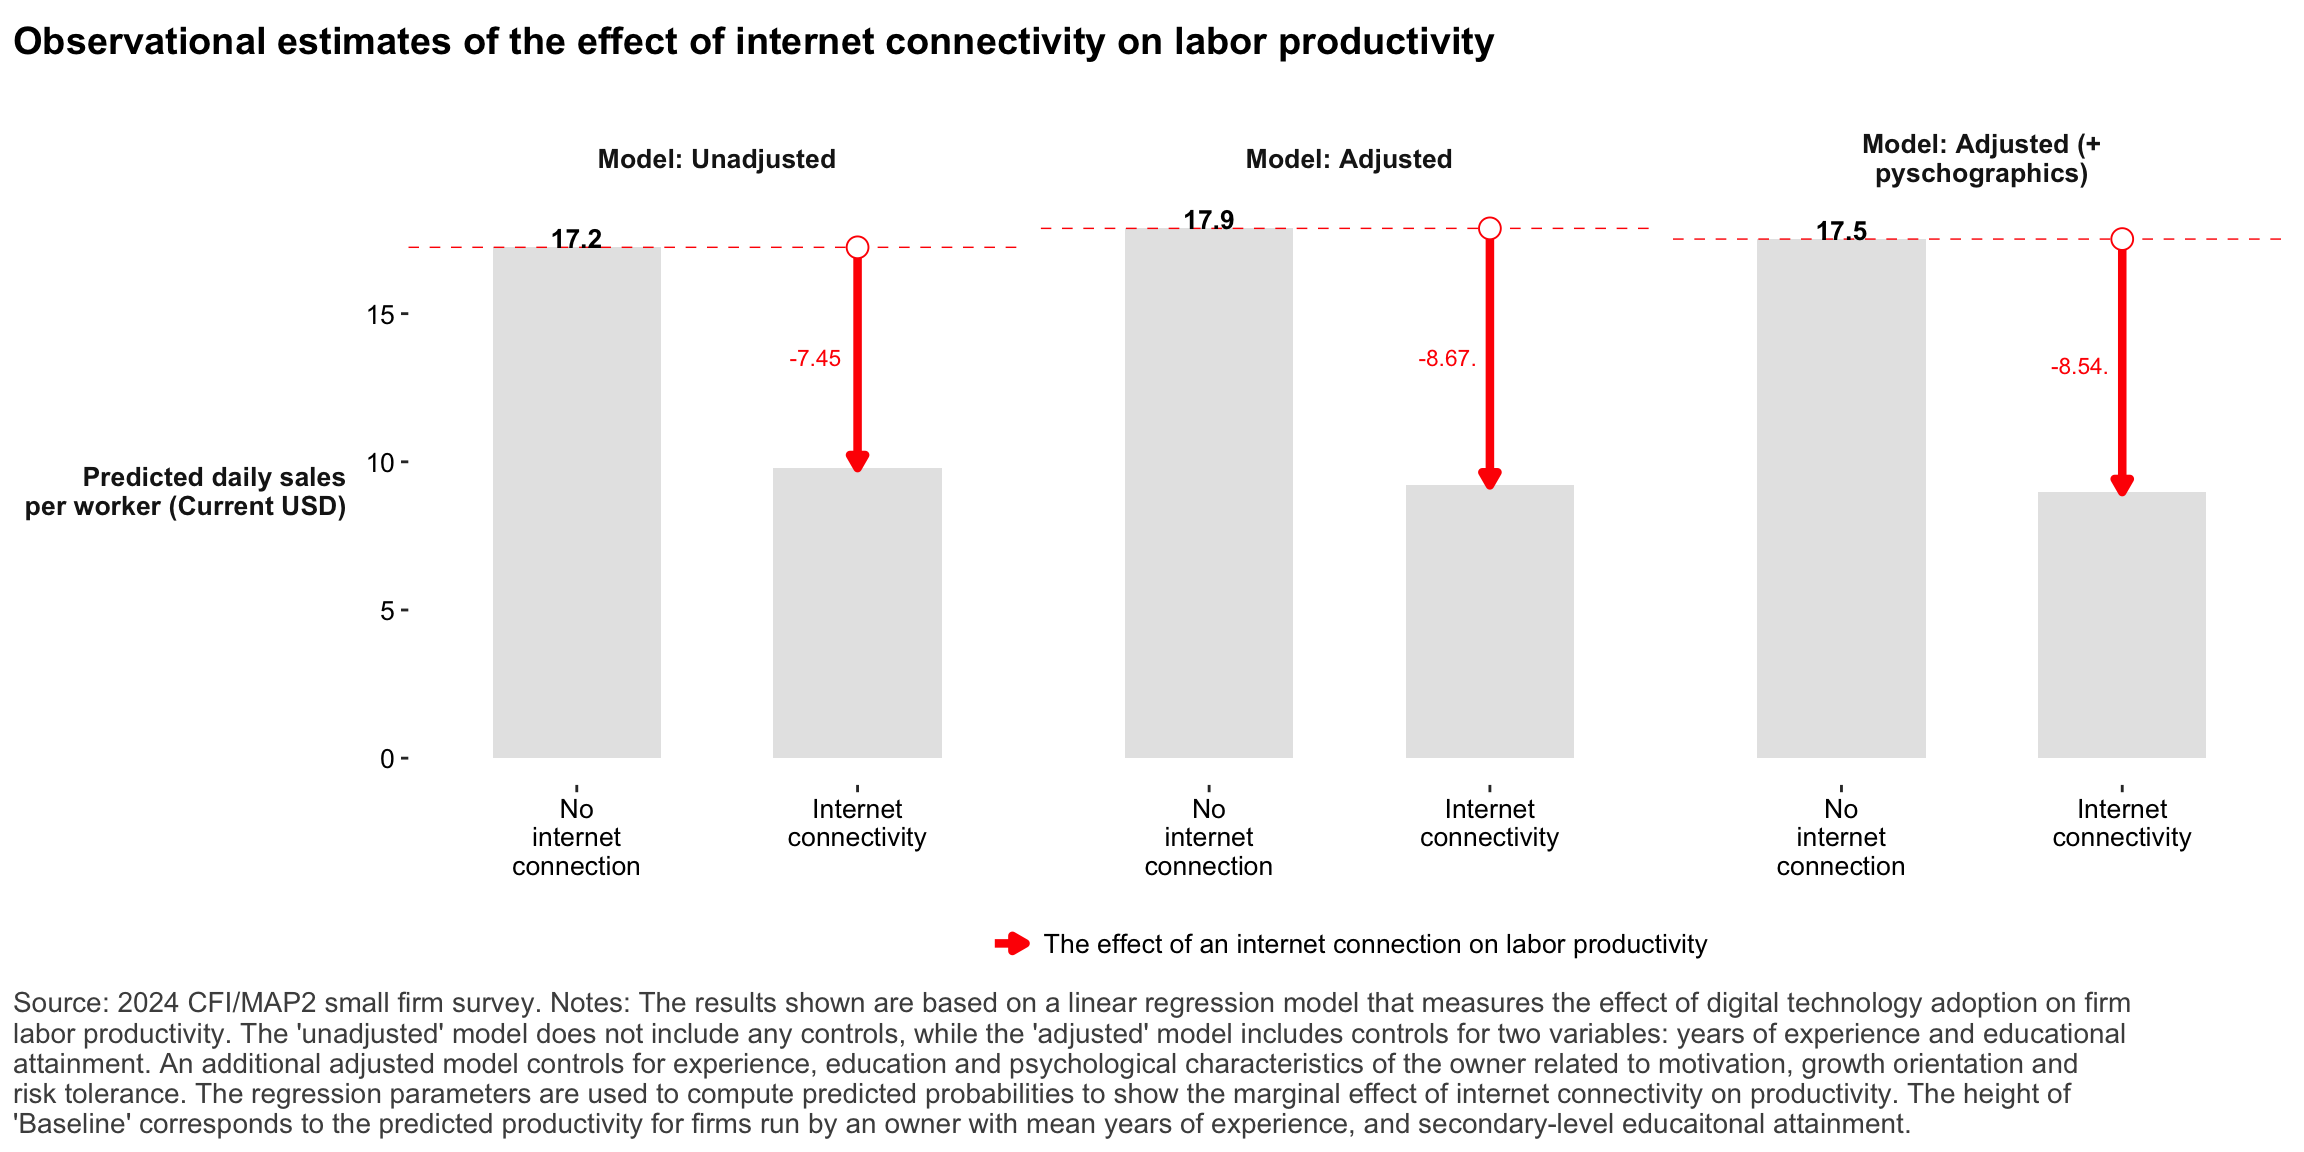 Observational estimates of the effect of internet connectivity on labor productivity
Model: Unadjusted
Model: Adjusted
Model: Adjusted (+
pyschographics)
17.2
17.9
17.5
15
-7.45
-8.67.
-8.54.
10
Predicted daily sales
per worker (Current USD)
5
0
No
internet
connection
Internet
connectivity
No
internet
connection
Internet
connectivity
No
internet
connection
Internet
connectivity
The effect of an internet connection on labor productivity
Source: 2024 CFI/MAP2 small firm survey. Notes: The results shown are based on a linear regression model that measures the effect of digital technology adoption on firm
labor productivity. The 'unadjusted' model does not include any controls, while the 'adjusted' model includes controls for two variables: years of experience and educational
attainment. An additional adjusted model controls for experience, education and psychological characteristics of the owner related to motivation, growth orientation and
risk tolerance. The regression parameters are used to compute predicted probabilities to show the marginal effect of internet connectivity on productivity. The height of
'Baseline' corresponds to the predicted productivity for firms run by an owner with mean years of experience, and secondary-level educaitonal attainment.